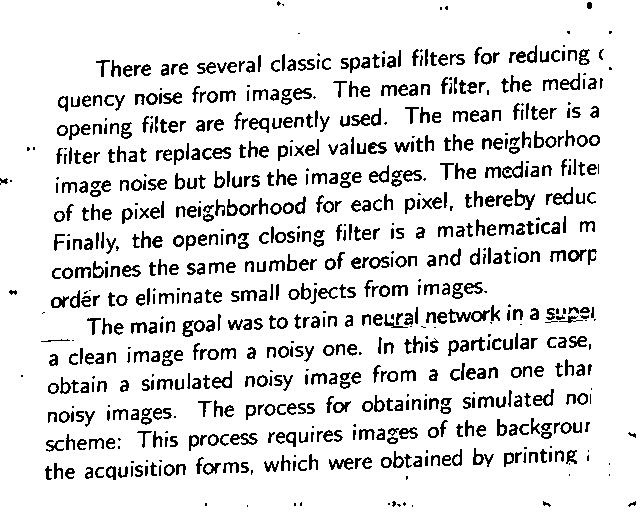 There are several classic spatial filters for reducing
quency noise from images. The mean filter, the median
opening filter are frequently used. The mean filter is a
filter that replaces the pixel values with the neighborhoo
image noise but blurs the image edges. The median filte
of the pixel neighborhood for each pixel, thereby reduc
Finally, the opening closing filter is a mathematical m
combines the same number of erosion and dilation morp
order to eliminate small objects from images.
The main goal was to train a neural network in a super
a clean image from a noisy one. In this particular case,
obtain a simulated noisy image from a clean one than
noisy images. The process for obtaining simulated noi
scheme: This process requires images of the backgroun
the acquisition forms, which were obtained by printing